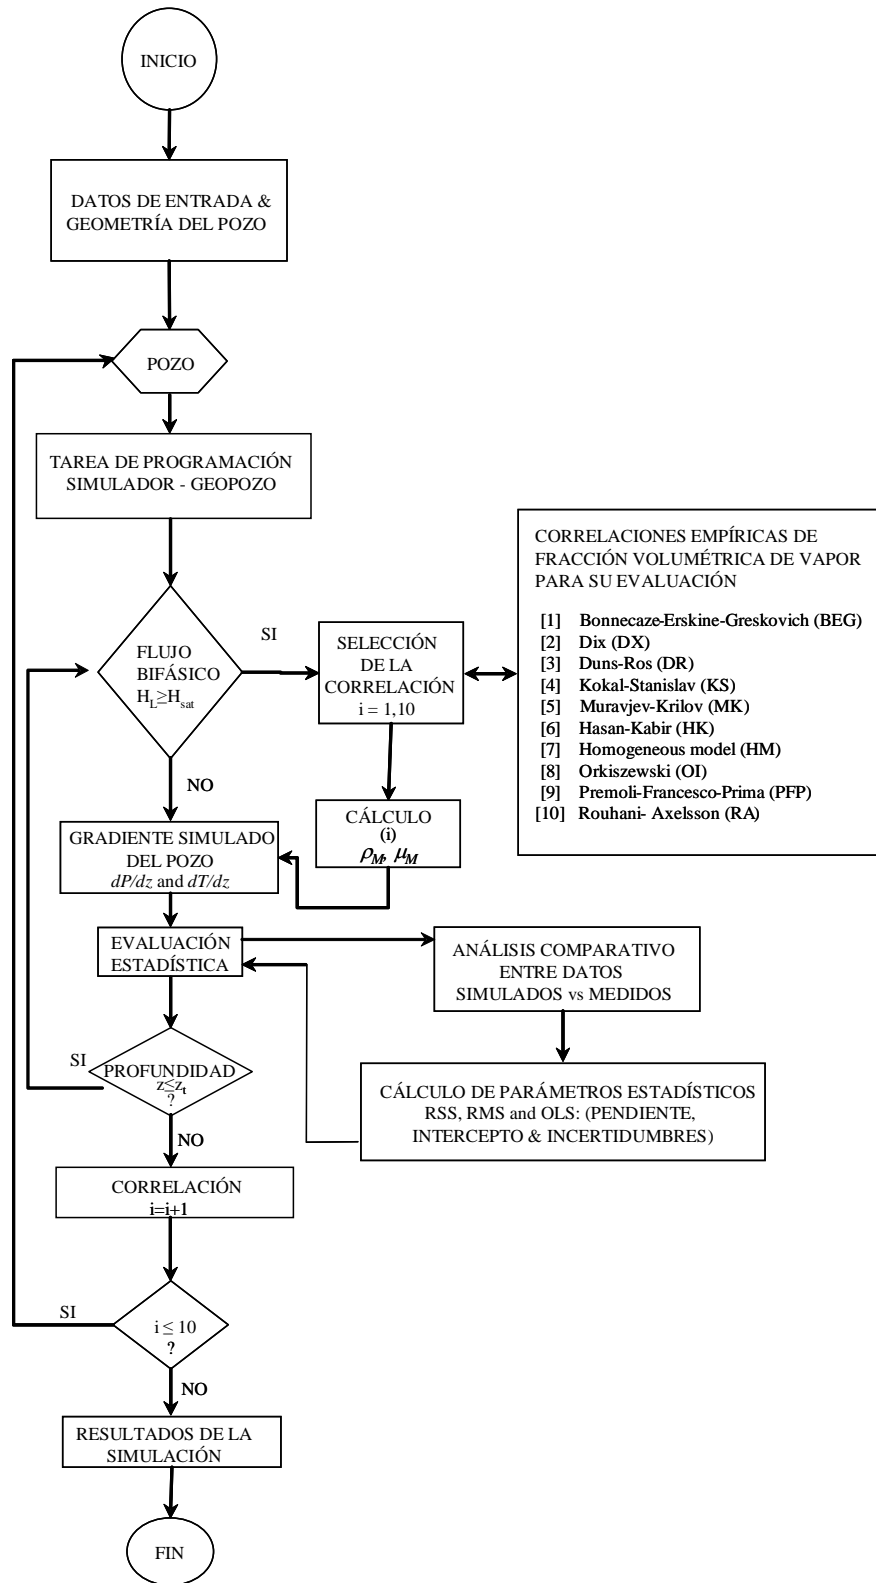 INICIO
DATOS DE ENTRADA &
GEOMETRÍA DEL POZO
POZO
TAREA DE PROGRAMACIÓN
SIMULADOR - GEOPOZO
FLUJO
BIFÁSICO
H_L≥H_sat
SI
NO
SELECCIÓN
DE LA
CORRELACIÓN
i = 1,10
CORRELACIONES EMPÍRICAS DE
FRACCIÓN VOLUMÉTRICA DE VAPOR
PARA SU EVALUACIÓN
[1] Bonnecaze-Erskine-Greskovich (BEG)
[2] Dix (DX)
[3] Duns-Ros (DR)
[4] Kokal-Stanislav (KS)
[5] Muravjev-Krilov (MK)
[6] Hasan-Kabir (HK)
[7] Homogeneous model (HM)
[8] Orkiszewski (OI)
[9] Premoli-Francesco-Prima (PFP)
[10] Rouhani- Axelsson (RA)
CÁLCULO
(i)
ρ_M, μ_M
GRADIENTE SIMULADO
DEL POZO
dP/dz and dT/dz
EVALUACIÓN
ESTADÍSTICA
ANÁLISIS COMPARATIVO
ENTRE DATOS
SIMULADOS vs MEDIDOS
CÁLCULO DE PARÁMETROS ESTADÍSTICOS
RSS, RMS and OLS: (PENDIENTE,
INTERCEPTO & INCERTIDUMBRES)
SI
PROFUNDIDAD
z≤z_t
?
NO
CORRELACIÓN
i=i+1
SI
i ≤ 10
?
NO
RESULTADOS DE LA
SIMULACIÓN
FIN